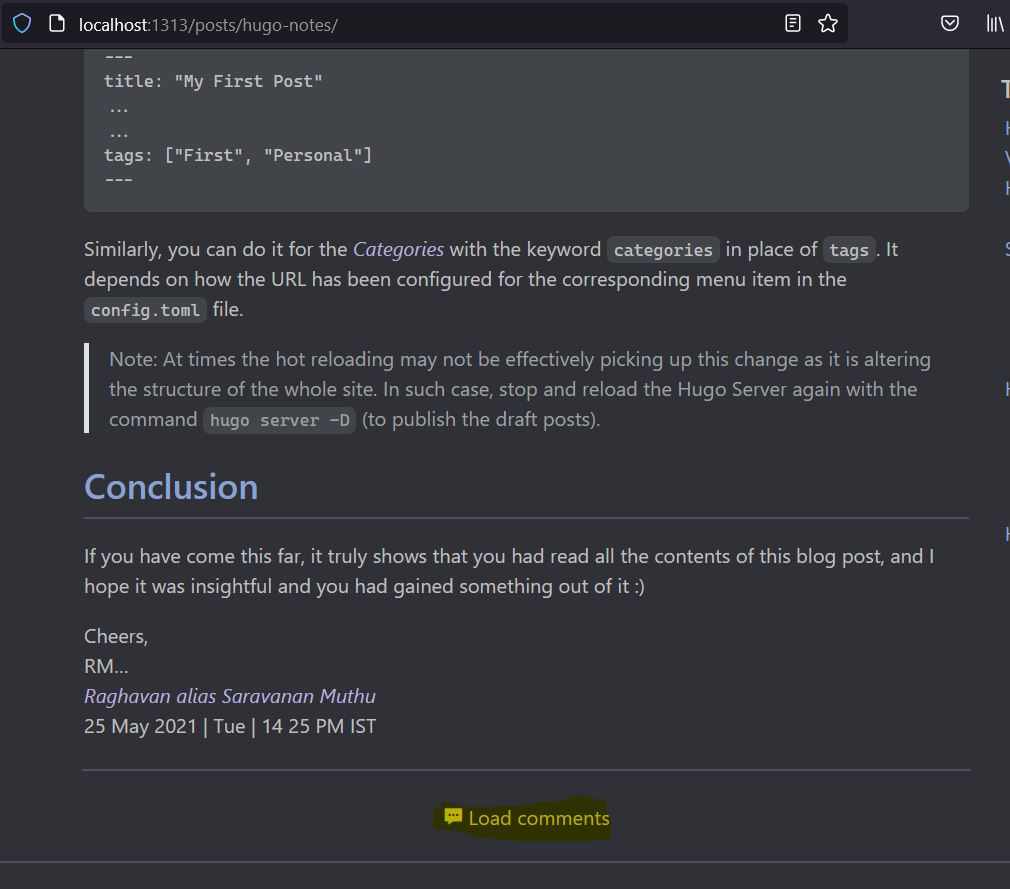 localhost:1313/posts/hugo-notes/
---
title: "My First Post"
...
...
tags: ["First", "Personal"]
---
Similarly, you can do it for the Categories with the keyword categories in place of tags. It
depends on how the URL has been configured for the corresponding menu item in the
config.toml file.
Note: At times the hot reloading may not be effectively picking up this change as it is altering
the structure of the whole site. In such case, stop and reload the Hugo Server again with the
command hugo server -D (to publish the draft posts).
Conclusion
If you have come this far, it truly shows that you had read all the contents of this blog post, and I
hope it was insightful and you had gained something out of it :)
Cheers,
RM...
Raghavan alias Saravanan Muthu
25 May 2021 | Tue | 14 25 PM IST
Load comments